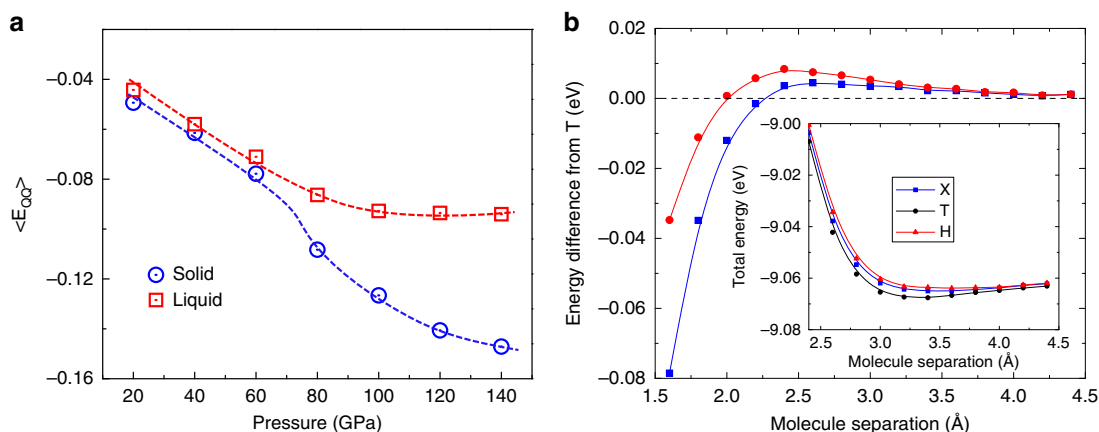 a
<E_QQ>
−0.04
−0.08
−0.12
−0.16
Solid
Liquid
20 40 60 80 100 120 140
Pressure (GPa)
b
Energy difference from T (eV)
0.02
0.00
−0.02
−0.04
−0.06
−0.08
1.5 2.0 2.5 3.0 3.5 4.0 4.5
Molecule separation (Å)
Total energy (eV)
−9.00
−9.02
−9.04
−9.06
−9.08
X
T
H
2.5 3.0 3.5 4.0 4.5
Molecule separation (Å)